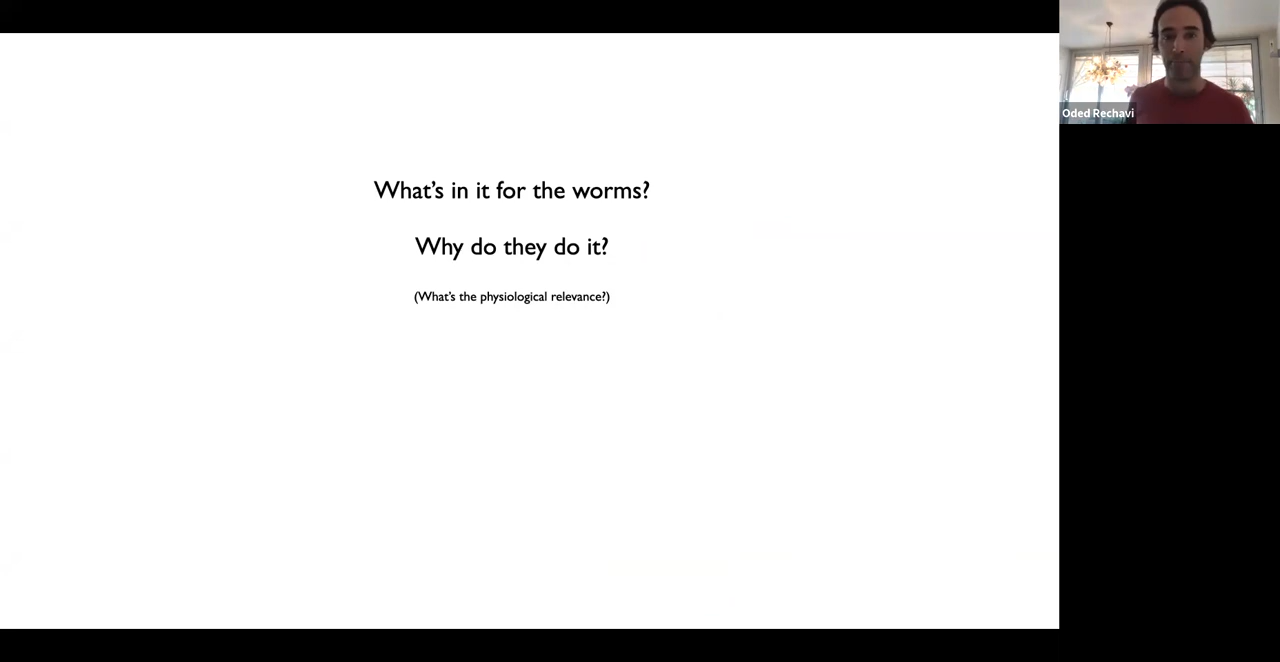 What's in it for the worms?
Why do they do it?
(What's the physiological relevance?)
Oded Rechavi